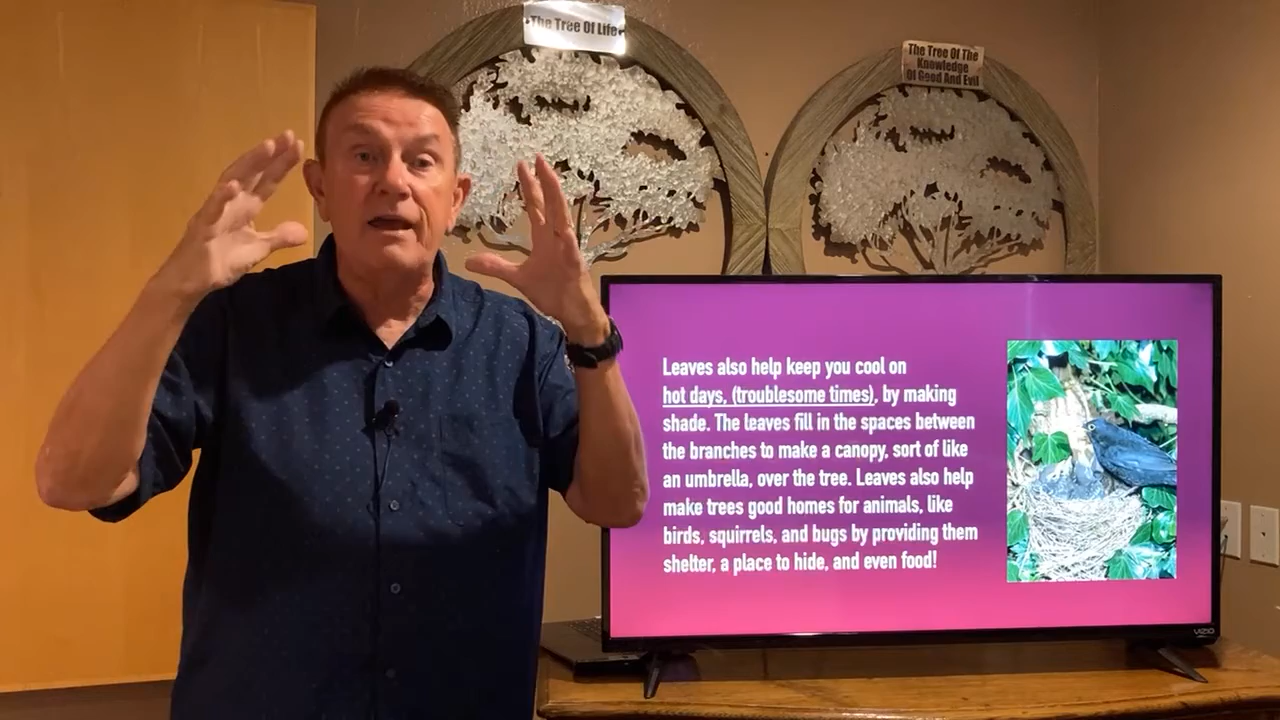 •The Tree Of Life•
The Tree Of The
Knowledge
Of Good And Evil
Leaves also help keep you cool on
hot days, (troublesome times), by making
shade. The leaves fill in the spaces between
the branches to make a canopy, sort of like
an umbrella, over the tree. Leaves also help
make trees good homes for animals, like
birds, squirrels, and bugs by providing them
shelter, a place to hide, and even food!
VIZIO